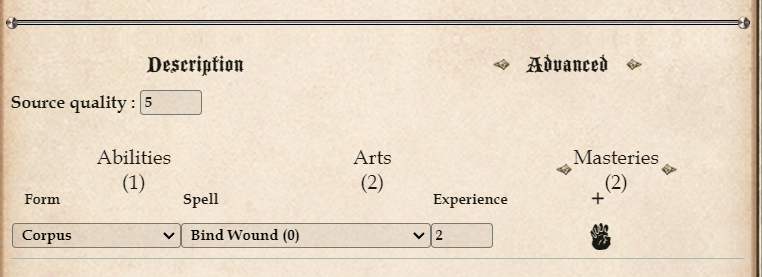 Description Advanced
Source quality : 5
Abilities Arts Masteries
(1) (2) (2)
Form Spell Experience +
Corpus Bind Wound (0) 2